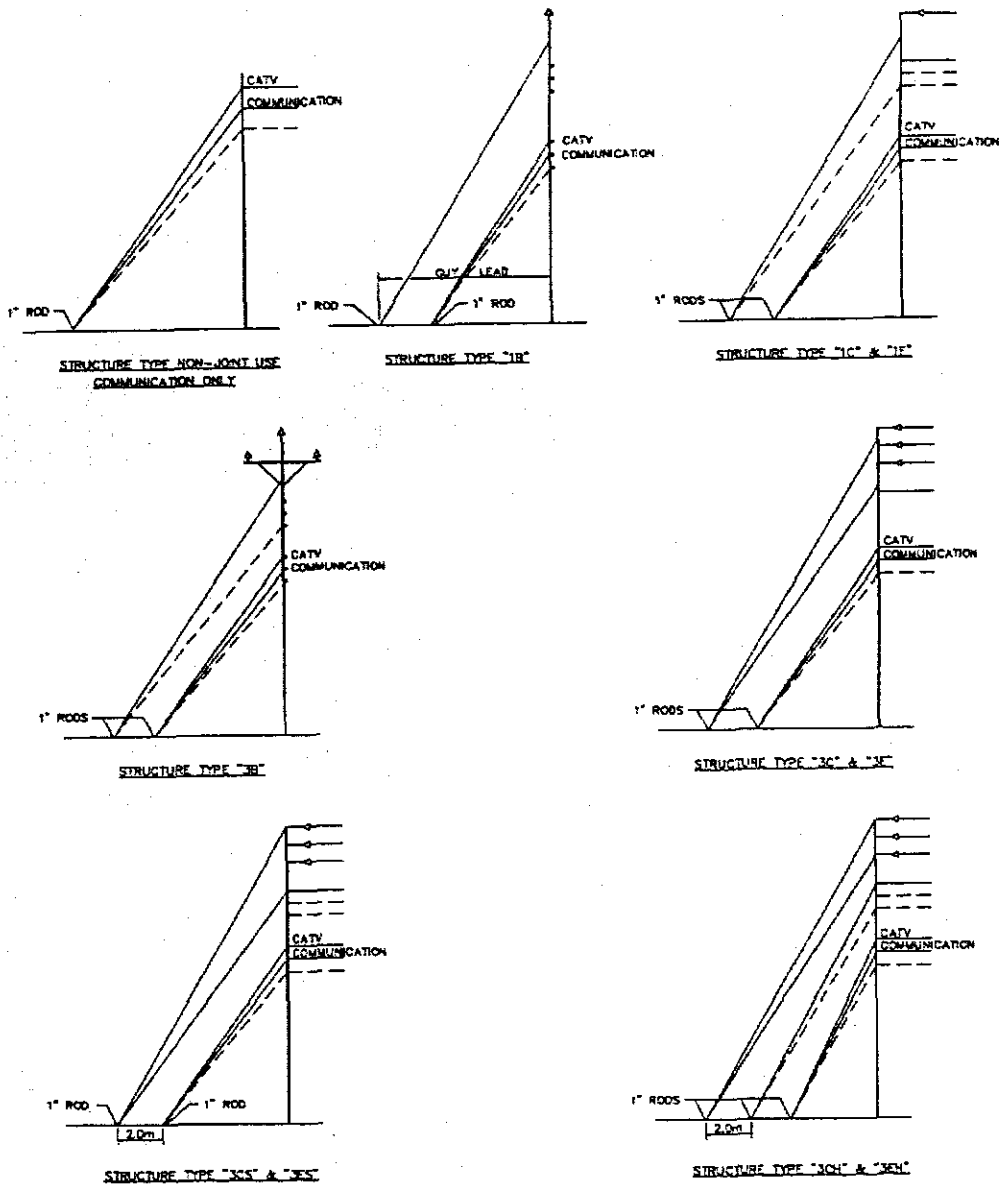 CATV
COMMUNICATION
1" ROD
STRUCTURE TYPE NON-JOINT USE
COMMUNICATION ONLY
CATV
COMMUNICATION
GUY LEAD
1" ROD
1" ROD
STRUCTURE TYPE "1B"
CATV
COMMUNICATION
1" RODS
STRUCTURE TYPE "1C" & "1E"
CATV
COMMUNICATION
1" RODS
STRUCTURE TYPE "3B"
CATV
COMMUNICATION
1" RODS
STRUCTURE TYPE "3C" & "3E"
CATV
COMMUNICATION
1" ROD
1" ROD
2.0m
STRUCTURE TYPE "3CS" & "3ES"
CATV
COMMUNICATION
1" RODS
2.0m
STRUCTURE TYPE "3CH" & "3EH"